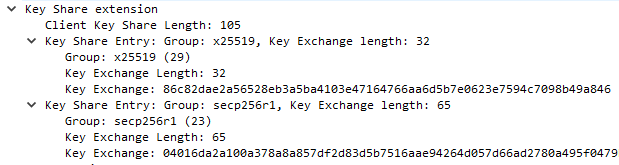 Key Share extension
Client Key Share Length: 105
Key Share Entry: Group: x25519, Key Exchange length: 32
Group: x25519 (29)
Key Exchange Length: 32
Key Exchange: 86c82dae2a56528eb3a5ba4103e47164766aa6d5b7e0623e7594c7098b49a846
Key Share Entry: Group: secp256r1, Key Exchange length: 65
Group: secp256r1 (23)
Key Exchange Length: 65
Key Exchange: 04016da2a100a378a8a857df2d83d5b7516aae94264d057d66ad2780a495f0479